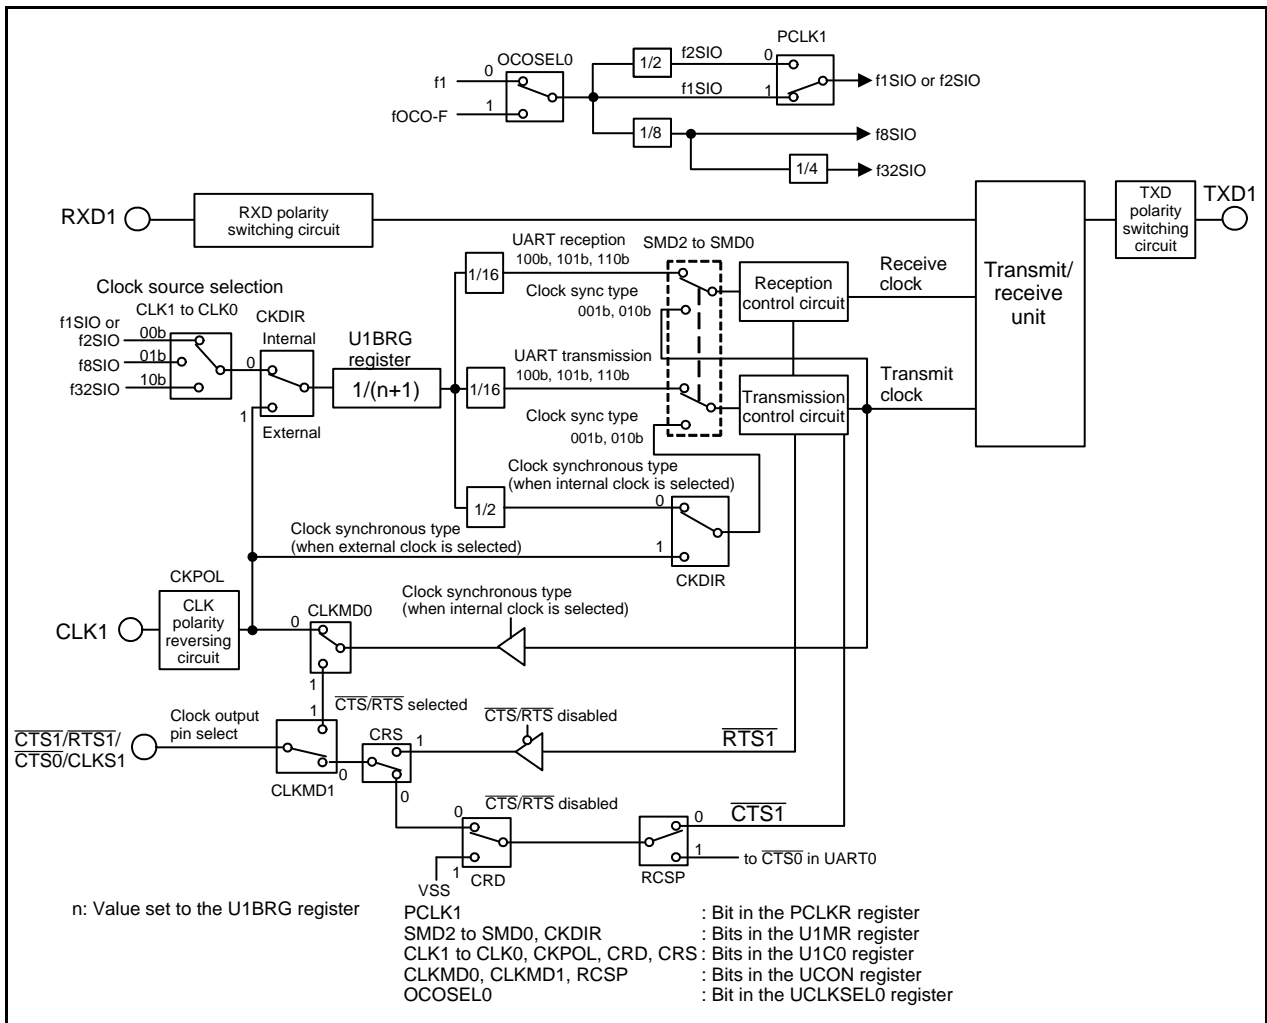 PCLK1
OCOSEL0
f1
0
fOCO-F
1
1/2
f2SIO
0
f1SIO
1
f1SIO or f2SIO
1/8
f8SIO
1/4
f32SIO
RXD1
RXD polarity
switching circuit
TXD
polarity
switching
circuit
TXD1
Transmit/
receive
unit
UART reception
100b, 101b, 110b
SMD2 to SMD0
1/16
Clock sync type
001b, 010b
Reception
control circuit
Receive
clock
Clock source selection
CLK1 to CLK0
f1SIO or
f2SIO
00b
f8SIO
01b
f32SIO
10b
CKDIR
Internal
0
1
External
U1BRG
register
1/(n+1)
UART transmission
100b, 101b, 110b
1/16
Clock sync type
001b, 010b
Transmission
control circuit
Transmit
clock
Clock synchronous type
(when internal clock is selected)
1/2
0
Clock synchronous type
(when external clock is selected)
1
CKDIR
CKPOL
CLK1
CLK
polarity
reversing
circuit
0
CLKMD0
1
Clock synchronous type
(when internal clock is selected)
CTS/RTS selected
1
Clock output
pin select
CTS1/RTS1/
CTS0/CLKS1
CLKMD1
0
CRS
1
0
CTS/RTS disabled
RTS1
CTS/RTS disabled
0
1
VSS
CRD
CTS1
0
1
to CTS0 in UART0
RCSP
n: Value set to the U1BRG register
PCLK1 : Bit in the PCLKR register
SMD2 to SMD0, CKDIR : Bits in the U1MR register
CLK1 to CLK0, CKPOL, CRD, CRS : Bits in the U1C0 register
CLKMD0, CLKMD1, RCSP : Bits in the UCON register
OCOSEL0 : Bit in the UCLKSEL0 register